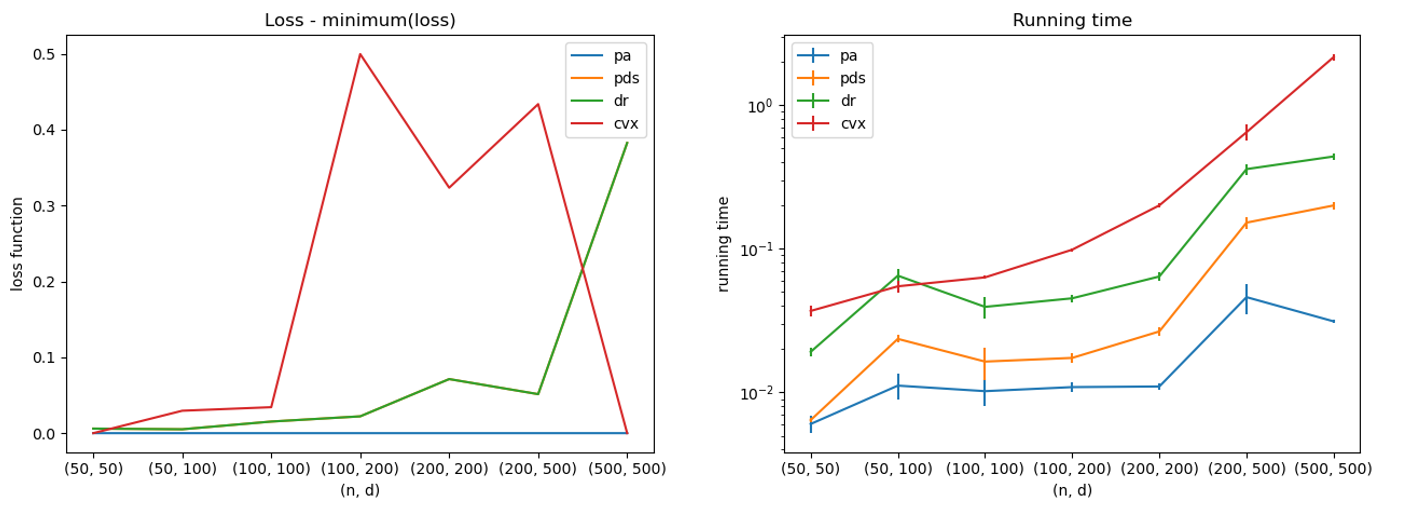 Loss - minimum(loss)
loss function
0.5
0.4
0.3
0.2
0.1
0.0
pa
pds
dr
cvx
(50, 50) (50, 100) (100, 100) (100, 200) (200, 200) (200, 500) (500, 500)
(n, d)
Running time
running time
10⁰
10⁻¹
10⁻²
pa
pds
dr
cvx
(50, 50) (50, 100) (100, 100) (100, 200) (200, 200) (200, 500) (500, 500)
(n, d)